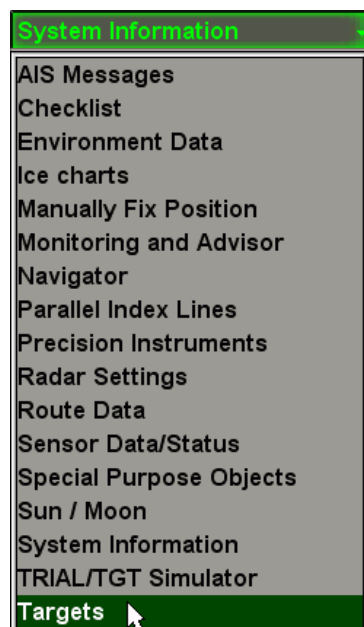 System Information
AIS Messages
Checklist
Environment Data
Ice charts
Manually Fix Position
Monitoring and Advisor
Navigator
Parallel Index Lines
Precision Instruments
Radar Settings
Route Data
Sensor Data/Status
Special Purpose Objects
Sun / Moon
System Information
TRIAL/TGT Simulator
Targets